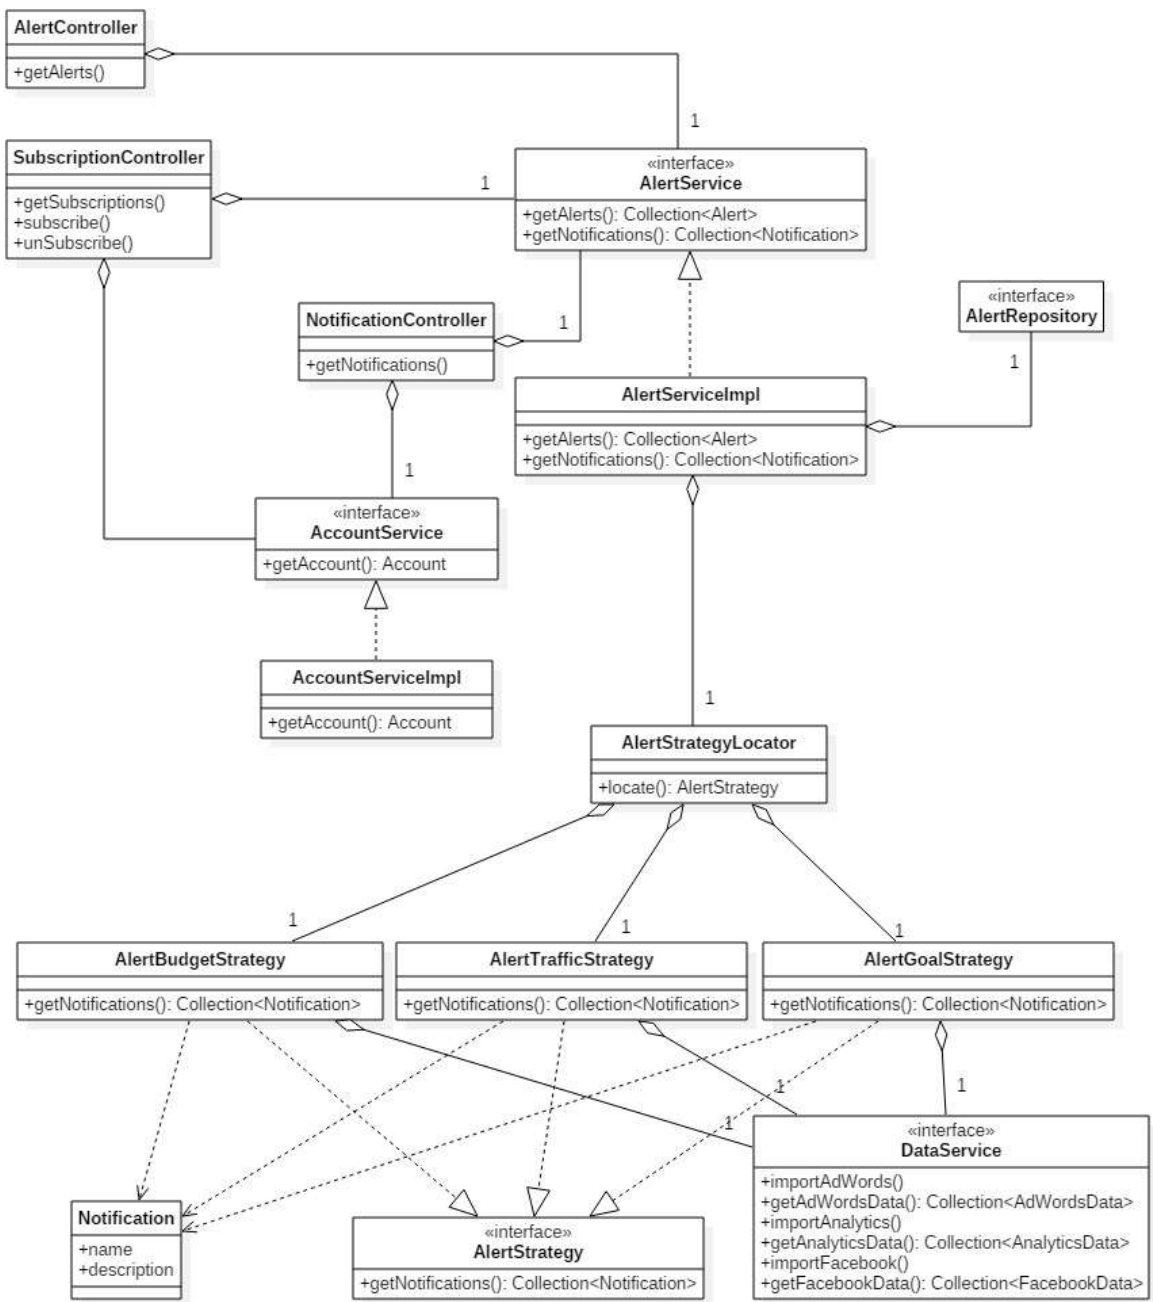 AlertController
+getAlerts()
1
SubscriptionController
+getSubscriptions()
+subscribe()
+unSubscribe()
1
«interface»
AlertService
+getAlerts(): Collection<Alert>
+getNotifications(): Collection<Notification>
NotificationController
+getNotifications()
1
«interface»
AlertRepository
1
AlertServiceImpl
+getAlerts(): Collection<Alert>
+getNotifications(): Collection<Notification>
1
«interface»
AccountService
+getAccount(): Account
AccountServiceImpl
+getAccount(): Account
1
AlertStrategyLocator
+locate(): AlertStrategy
1
1
1
AlertBudgetStrategy
+getNotifications(): Collection<Notification>
AlertTrafficStrategy
+getNotifications(): Collection<Notification>
AlertGoalStrategy
+getNotifications(): Collection<Notification>
1
1
1
«interface»
DataService
+importAdWords()
+getAdWordsData(): Collection<AdWordsData>
+importAnalytics()
+getAnalyticsData(): Collection<AnalyticsData>
+importFacebook()
+getFacebookData(): Collection<FacebookData>
Notification
+name
+description
«interface»
AlertStrategy
+getNotifications(): Collection<Notification>